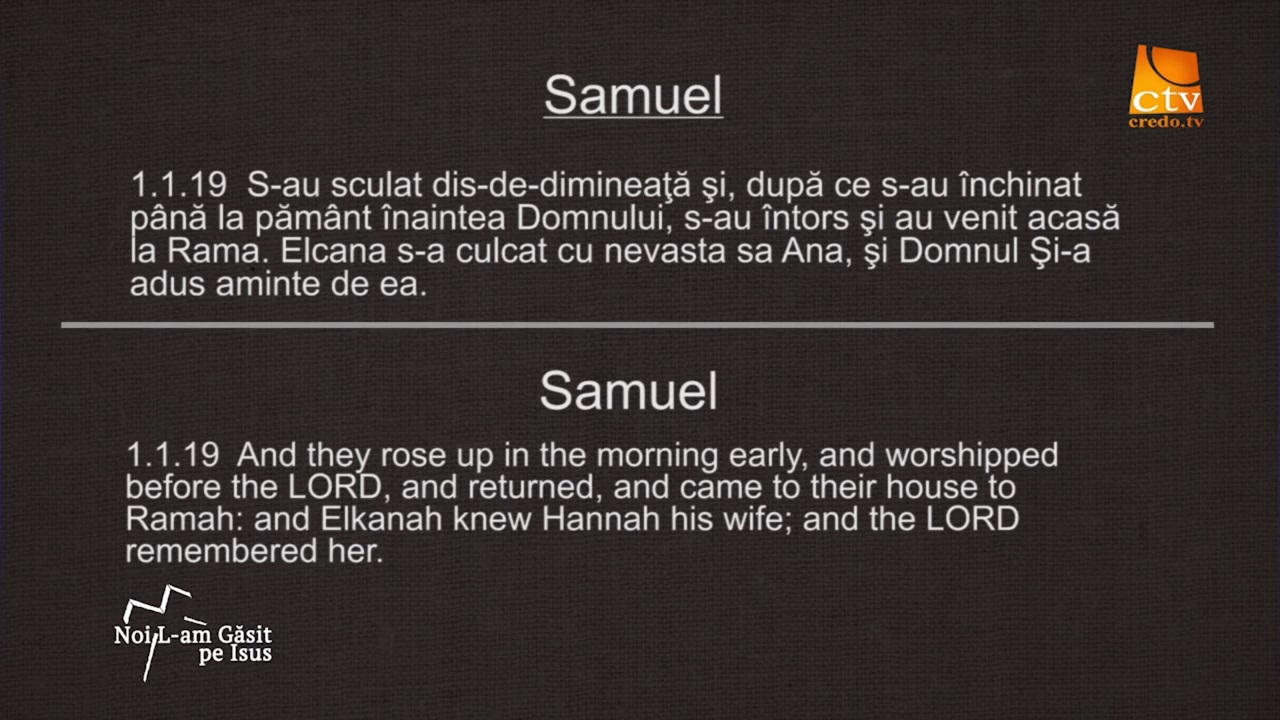 Samuel
ctv
credo.tv
1.1.19 S-au sculat dis-de-dimineaţă şi, după ce s-au închinat
până la pământ înaintea Domnului, s-au întors şi au venit acasă
la Rama. Elcana s-a culcat cu nevasta sa Ana, şi Domnul Şi-a
adus aminte de ea.
Samuel
1.1.19 And they rose up in the morning early, and worshipped
before the LORD, and returned, and came to their house to
Ramah: and Elkanah knew Hannah his wife; and the LORD
remembered her.
Noi L-am Găsit
pe Isus